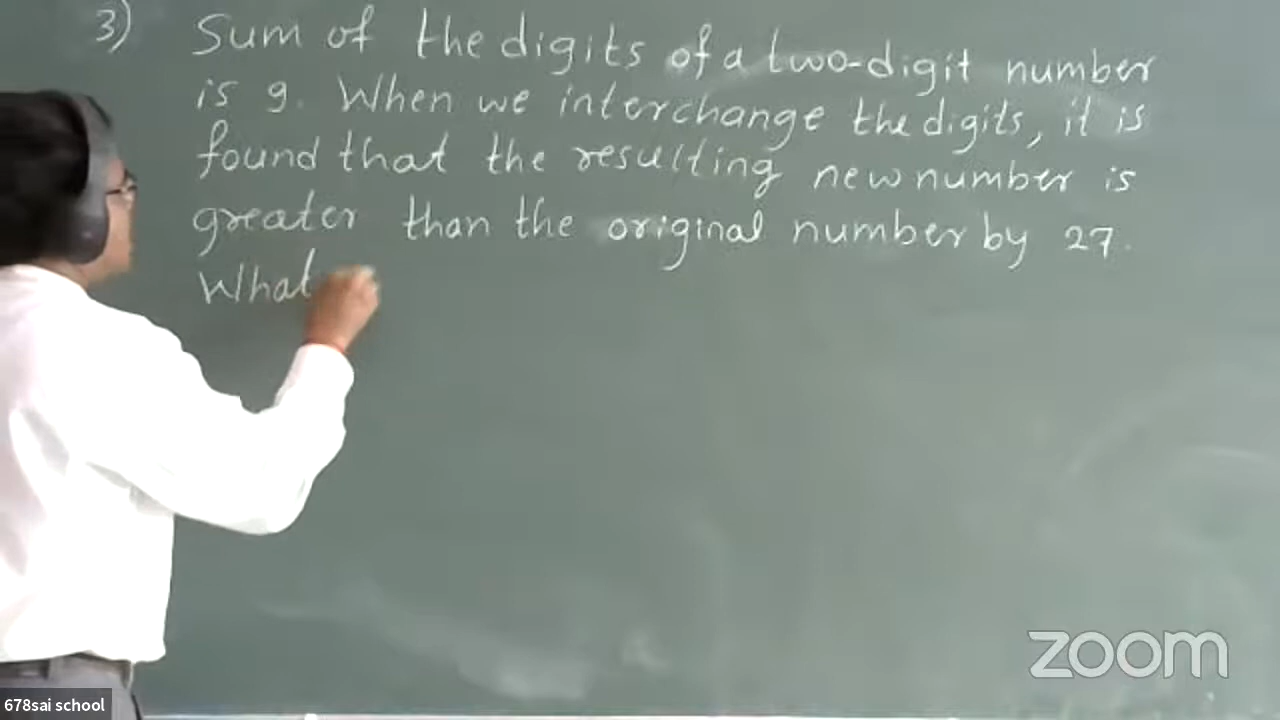 3) Sum of the digits of a two-digit number
is 9. When we interchange the digits, it is
found that the resulting new number is
greater than the original number by 27.
What
zoom
678sai school